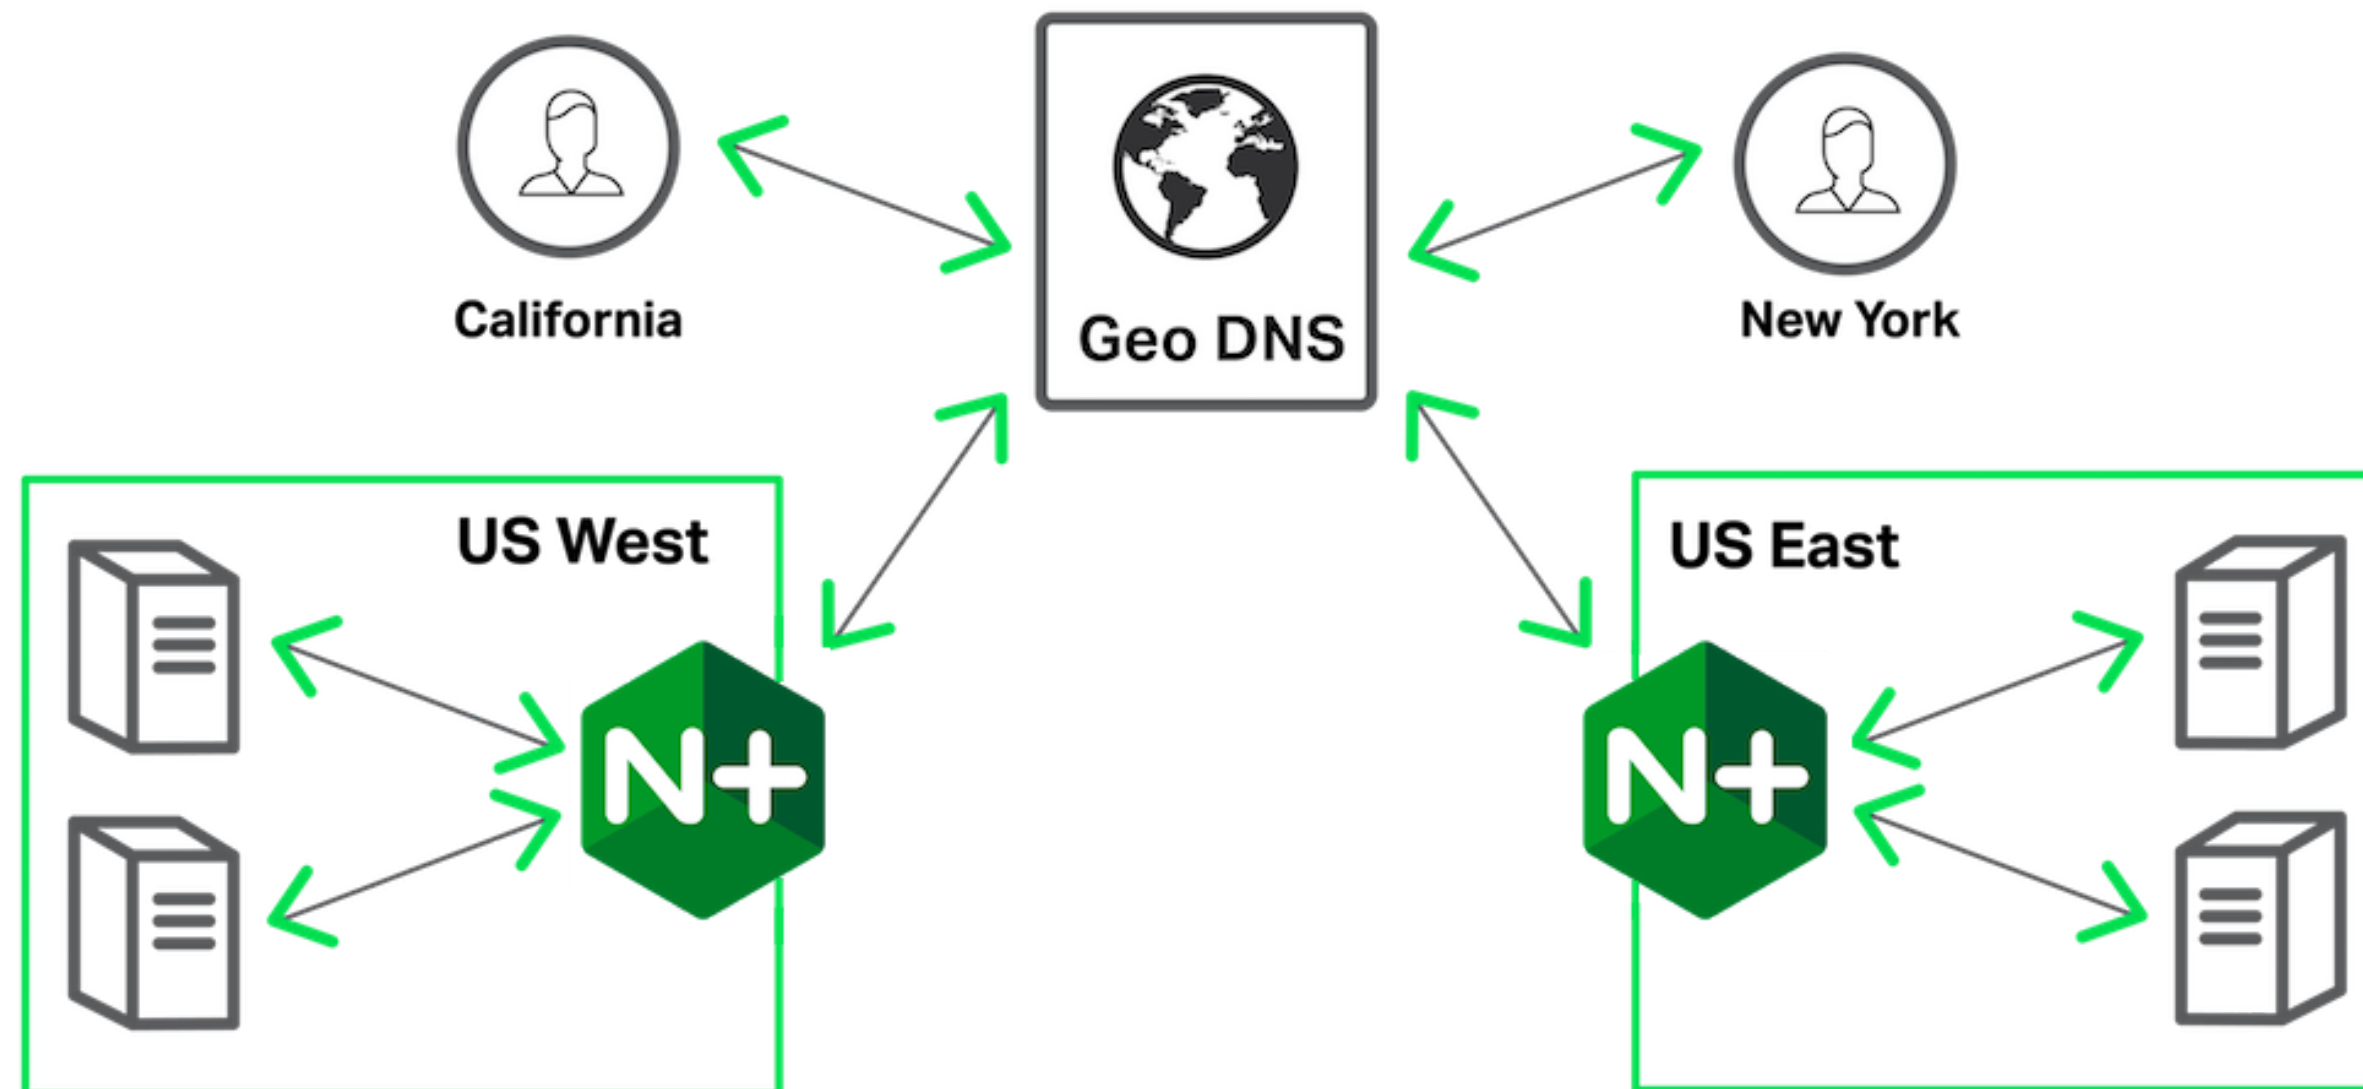 California
Geo DNS
New York
US West
US East
N+
N+